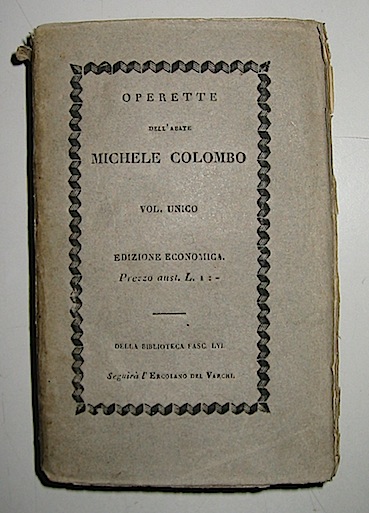 OPERETTE
DELL'ABATE
MICHELE COLOMBO
VOL. UNICO
EDIZIONE ECONOMICA.
Prezzo aust. L.
DELLA BIBLIOTECA FASC. LVI.
Seguirà l'ERCOLANO DEL VARCHI.